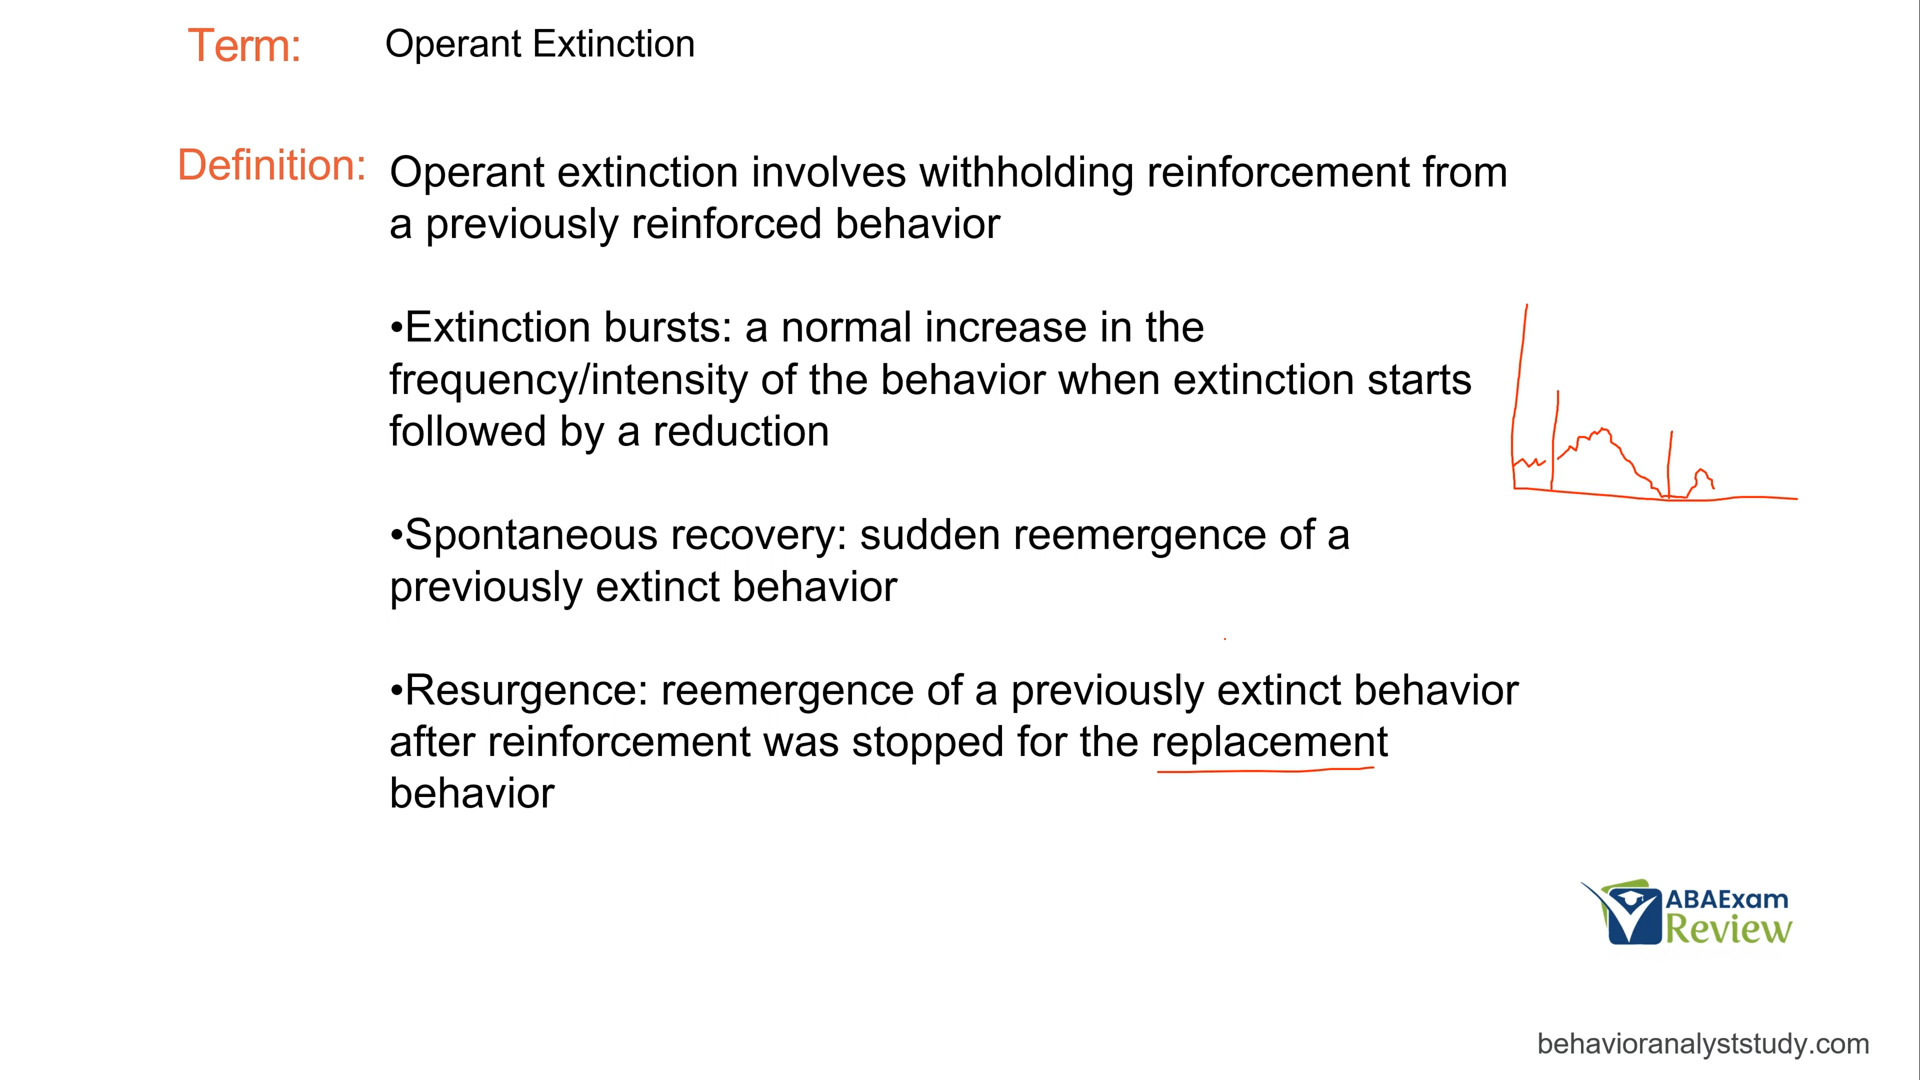 Term: Operant Extinction
Definition: Operant extinction involves withholding reinforcement from
a previously reinforced behavior
•Extinction bursts: a normal increase in the
frequency/intensity of the behavior when extinction starts
followed by a reduction
•Spontaneous recovery: sudden reemergence of a
previously extinct behavior
•Resurgence: reemergence of a previously extinct behavior
after reinforcement was stopped for the replacement
behavior
ABAExam
Review
behavioranalyststudy.com